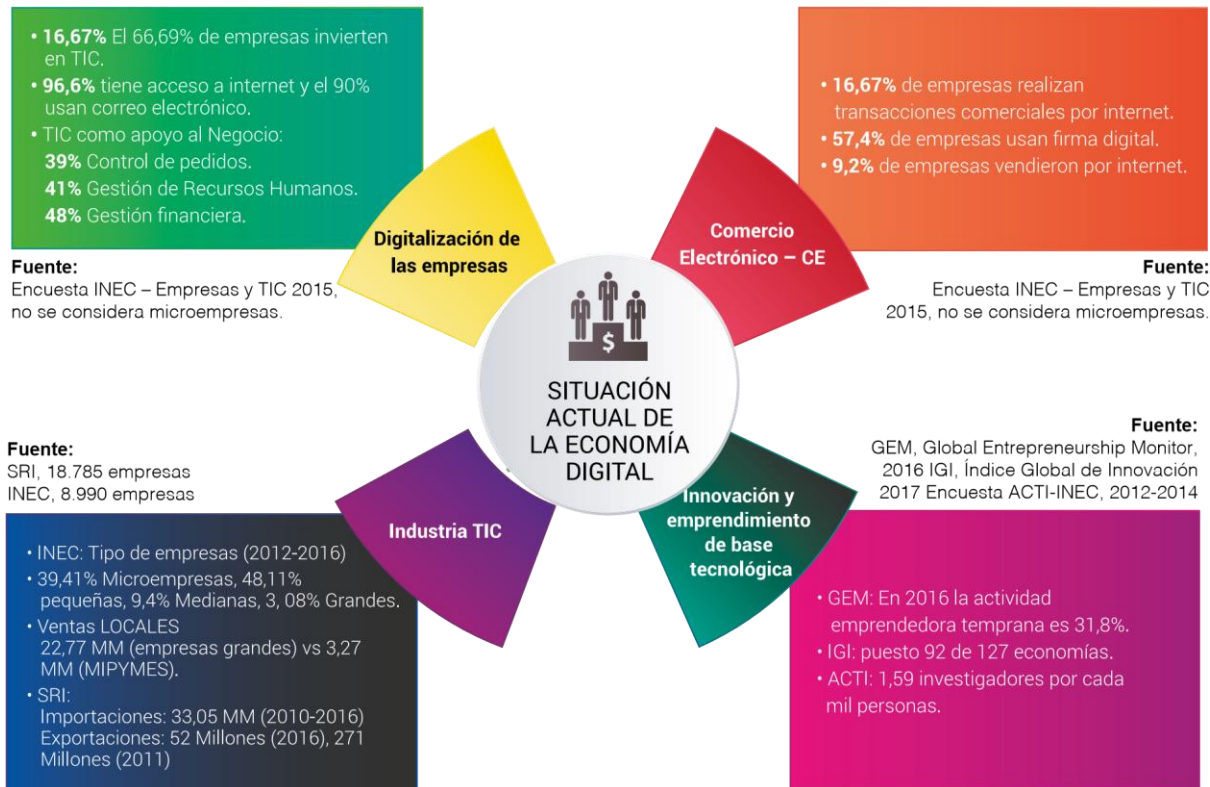 • 16,67% El 66,69% de empresas invierten
en TIC.
• 96,6% tiene acceso a internet y el 90%
usan correo electrónico.
• TIC como apoyo al Negocio:
39% Control de pedidos.
41% Gestión de Recursos Humanos.
48% Gestión financiera.
Fuente:
Encuesta INEC – Empresas y TIC 2015,
no se considera microempresas.
Digitalización de
las empresas
• 16,67% de empresas realizan
transacciones comerciales por internet.
• 57,4% de empresas usan firma digital.
• 9,2% de empresas vendieron por internet.
Fuente:
Encuesta INEC – Empresas y TIC
2015, no se considera microempresas.
Comercio
Electrónico – CE
$
SITUACIÓN
ACTUAL DE
LA ECONOMÍA
DIGITAL
Fuente:
SRI, 18.785 empresas
INEC, 8.990 empresas
Industria TIC
• INEC: Tipo de empresas (2012-2016)
• 39,41% Microempresas, 48,11%
pequeñas, 9,4% Medianas, 3, 08% Grandes.
• Ventas LOCALES
22,77 MM (empresas grandes) vs 3,27
MM (MIPYMES).
• SRI:
Importaciones: 33,05 MM (2010-2016)
Exportaciones: 52 Millones (2016), 271
Millones (2011)
Innovación y
emprendimiento
de base
tecnológica
Fuente:
GEM, Global Entrepreneurship Monitor,
2016 IGI, Índice Global de Innovación
2017 Encuesta ACTI-INEC, 2012-2014
• GEM: En 2016 la actividad
emprendedora temprana es 31,8%.
• IGI: puesto 92 de 127 economías.
• ACTI: 1,59 investigadores por cada
mil personas.